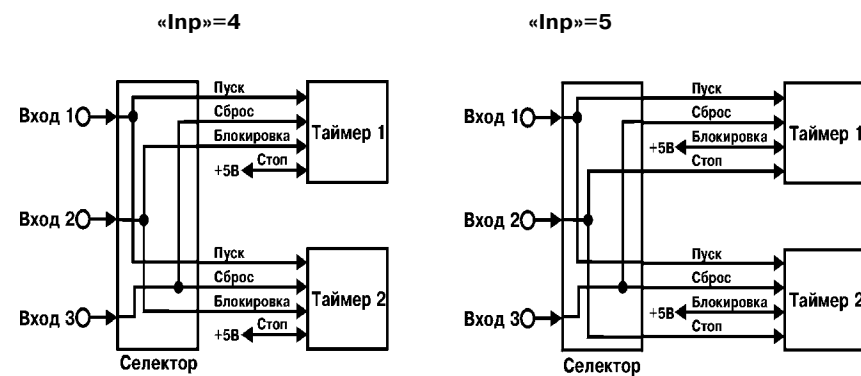 «Inp»=4
Вход 1
Вход 2
Вход 3
Пуск
Сброс
Блокировка
+5В
Стоп
Таймер 1
Пуск
Сброс
Блокировка
+5В
Стоп
Таймер 2
Селектор
«Inp»=5
Вход 1
Вход 2
Вход 3
Пуск
Сброс
+5В
Блокировка
Стоп
Таймер 1
Пуск
Сброс
+5В
Блокировка
Стоп
Таймер 2
Селектор